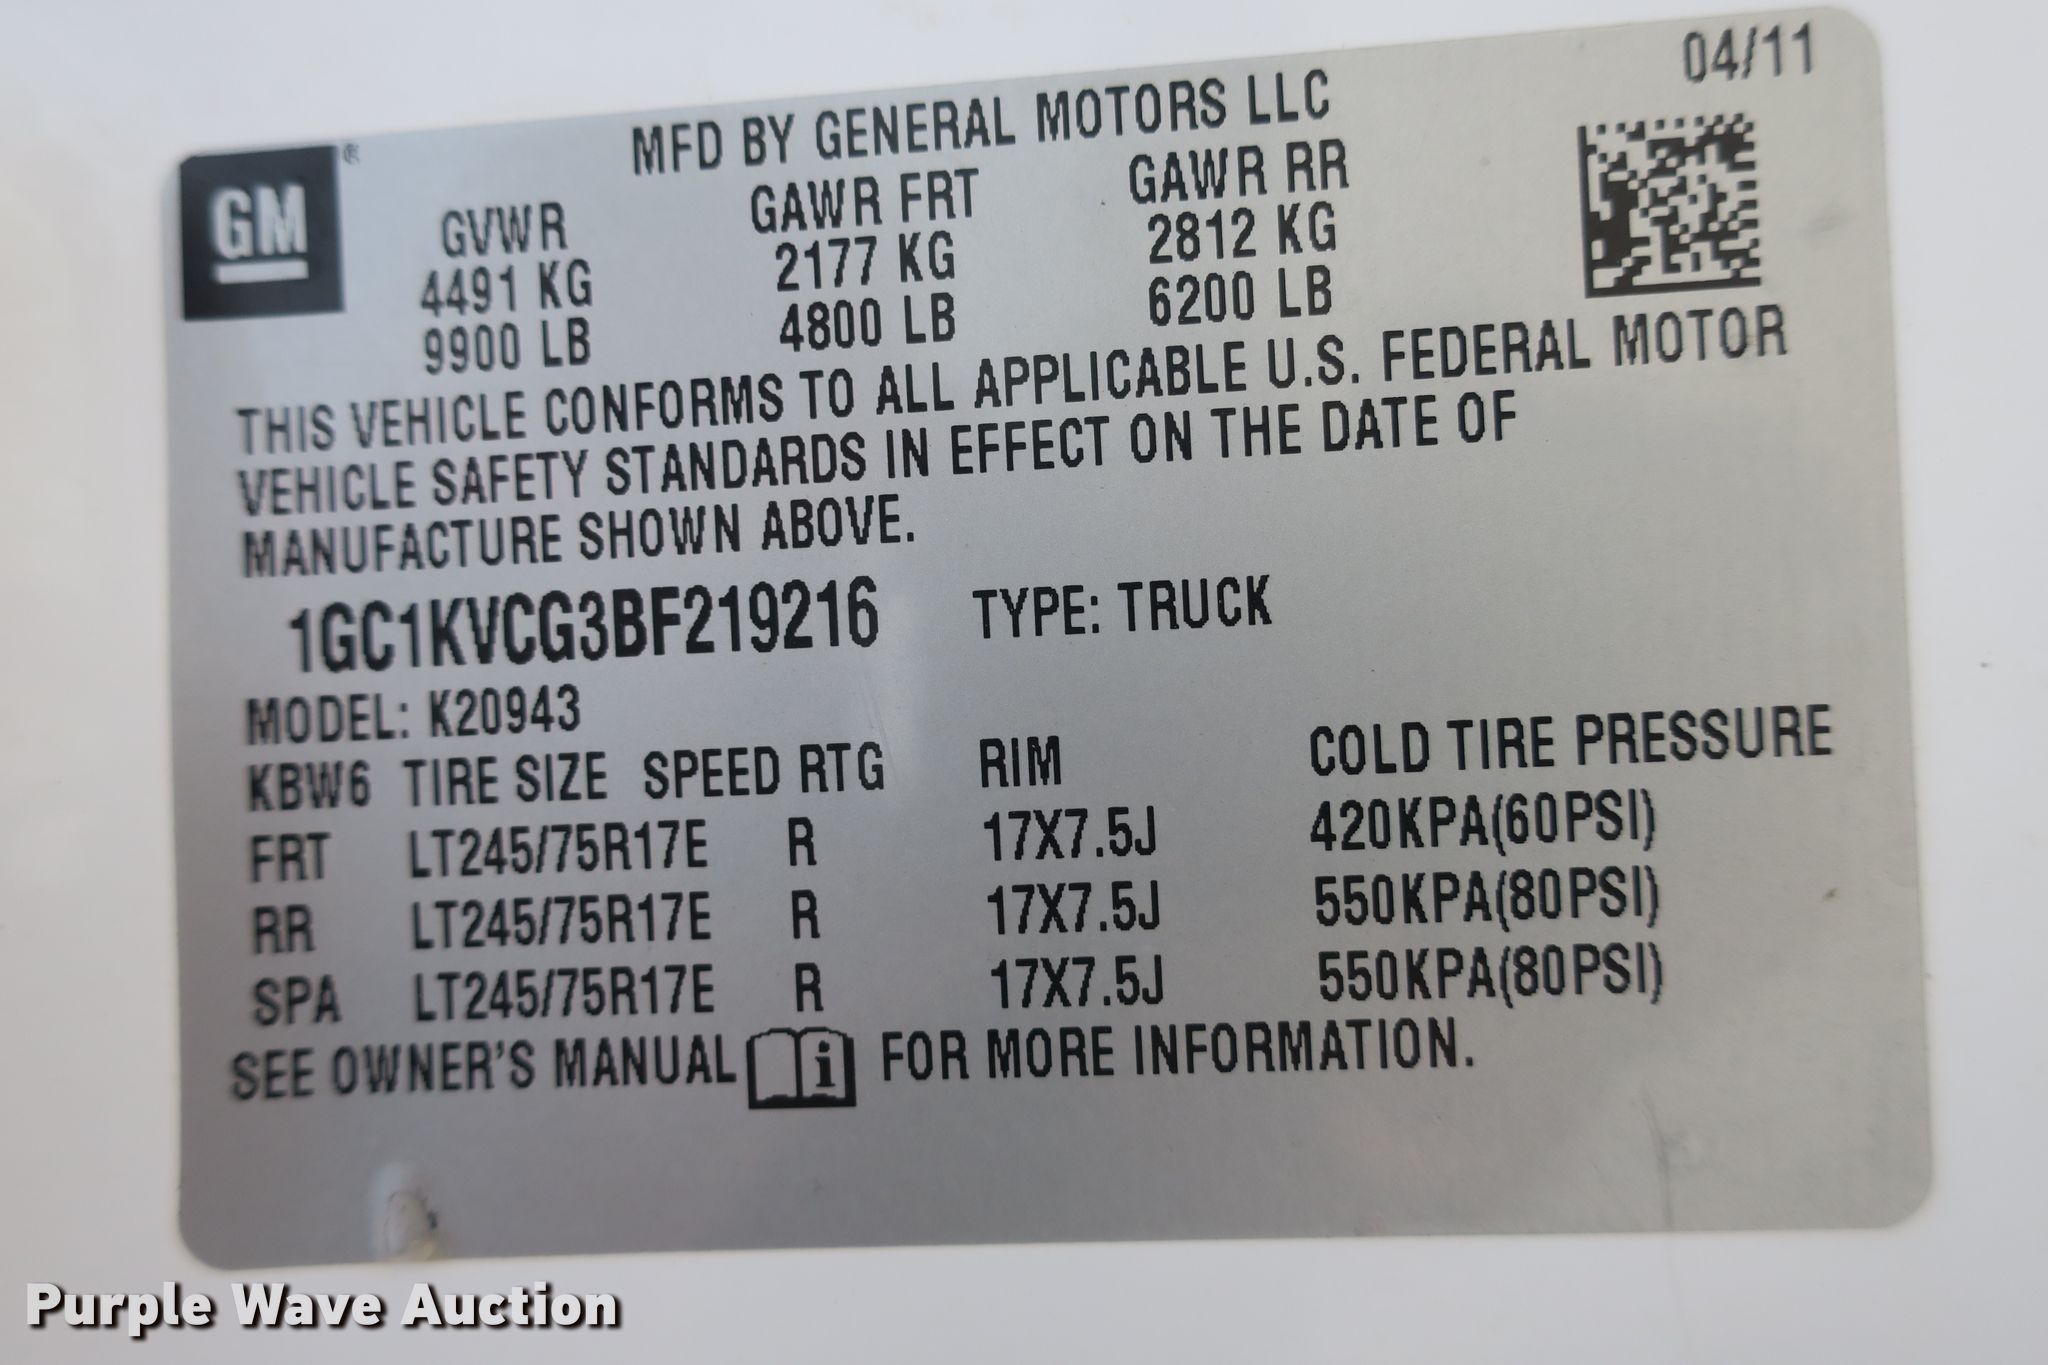 04/11
MFD BY GENERAL MOTORS LLC
GM ®
GVWR GAWR FRT GAWR RR
4491 KG 2177 KG 2812 KG
9900 LB 4800 LB 6200 LB
THIS VEHICLE CONFORMS TO ALL APPLICABLE U.S. FEDERAL MOTOR
VEHICLE SAFETY STANDARDS IN EFFECT ON THE DATE OF
MANUFACTURE SHOWN ABOVE.
1GC1KVCG3BF219216 TYPE: TRUCK
MODEL: K20943
KBW6 TIRE SIZE SPEED RTG RIM COLD TIRE PRESSURE
FRT LT245/75R17E R 17X7.5J 420KPA(60PSI)
RR LT245/75R17E R 17X7.5J 550KPA(80PSI)
SPA LT245/75R17E R 17X7.5J 550KPA(80PSI)
SEE OWNER'S MANUAL i FOR MORE INFORMATION.
Purple Wave Auction